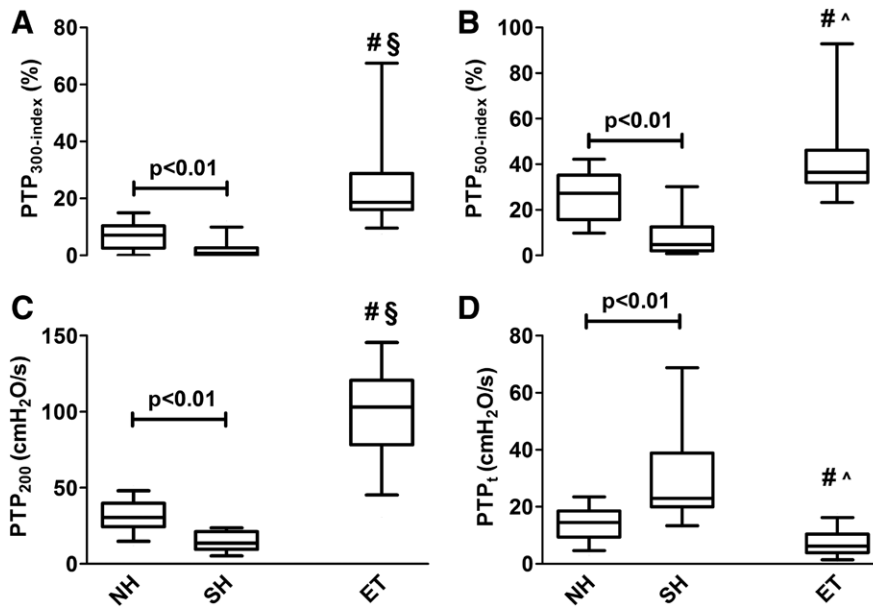 A
PTP300-index (%)
80
60
40
20
0
p<0.01
# §
B
PTP500-index (%)
100
80
60
40
20
0
p<0.01
# ^
C
PTP200 (cmH2O/s)
150
100
50
0
p<0.01
# §
NH
SH
ET
D
PTPt (cmH2O/s)
80
60
40
20
0
p<0.01
# ^
NH
SH
ET